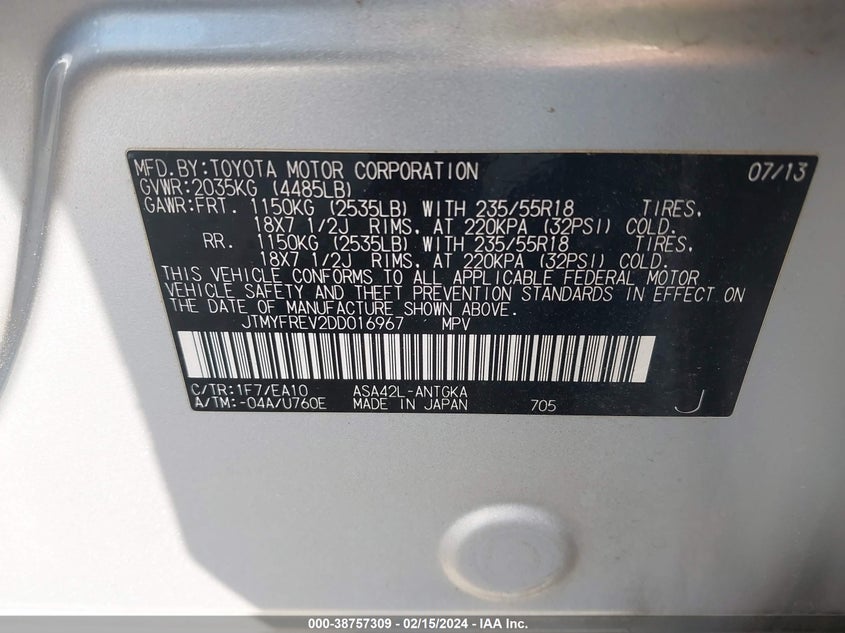 MFD.BY:TOYOTA MOTOR CORPORATION 07/13
GVWR:2035KG (4485LB)
GAWR:FRT. 1150KG (2535LB) WITH 235/55R18 TIRES,
18X7 1/2J RIMS, AT 220KPA (32PSI) COLD.
RR. 1150KG (2535LB) WITH 235/55R18 TIRES,
18X7 1/2J RIMS, AT 220KPA (32PSI) COLD.
THIS VEHICLE CONFORMS TO ALL APPLICABLE FEDERAL MOTOR
VEHICLE SAFETY AND THEFT PREVENTION STANDARDS IN EFFECT ON
THE DATE OF MANUFACTURE SHOWN ABOVE.
JTMYFREV2DD016967 MPV
C/TR:1F7/EA10 ASA42L-ANTGKA
A/TM:-04A/U760E MADE IN JAPAN 705 J
000-38757309 - 02/15/2024 - IAA Inc.